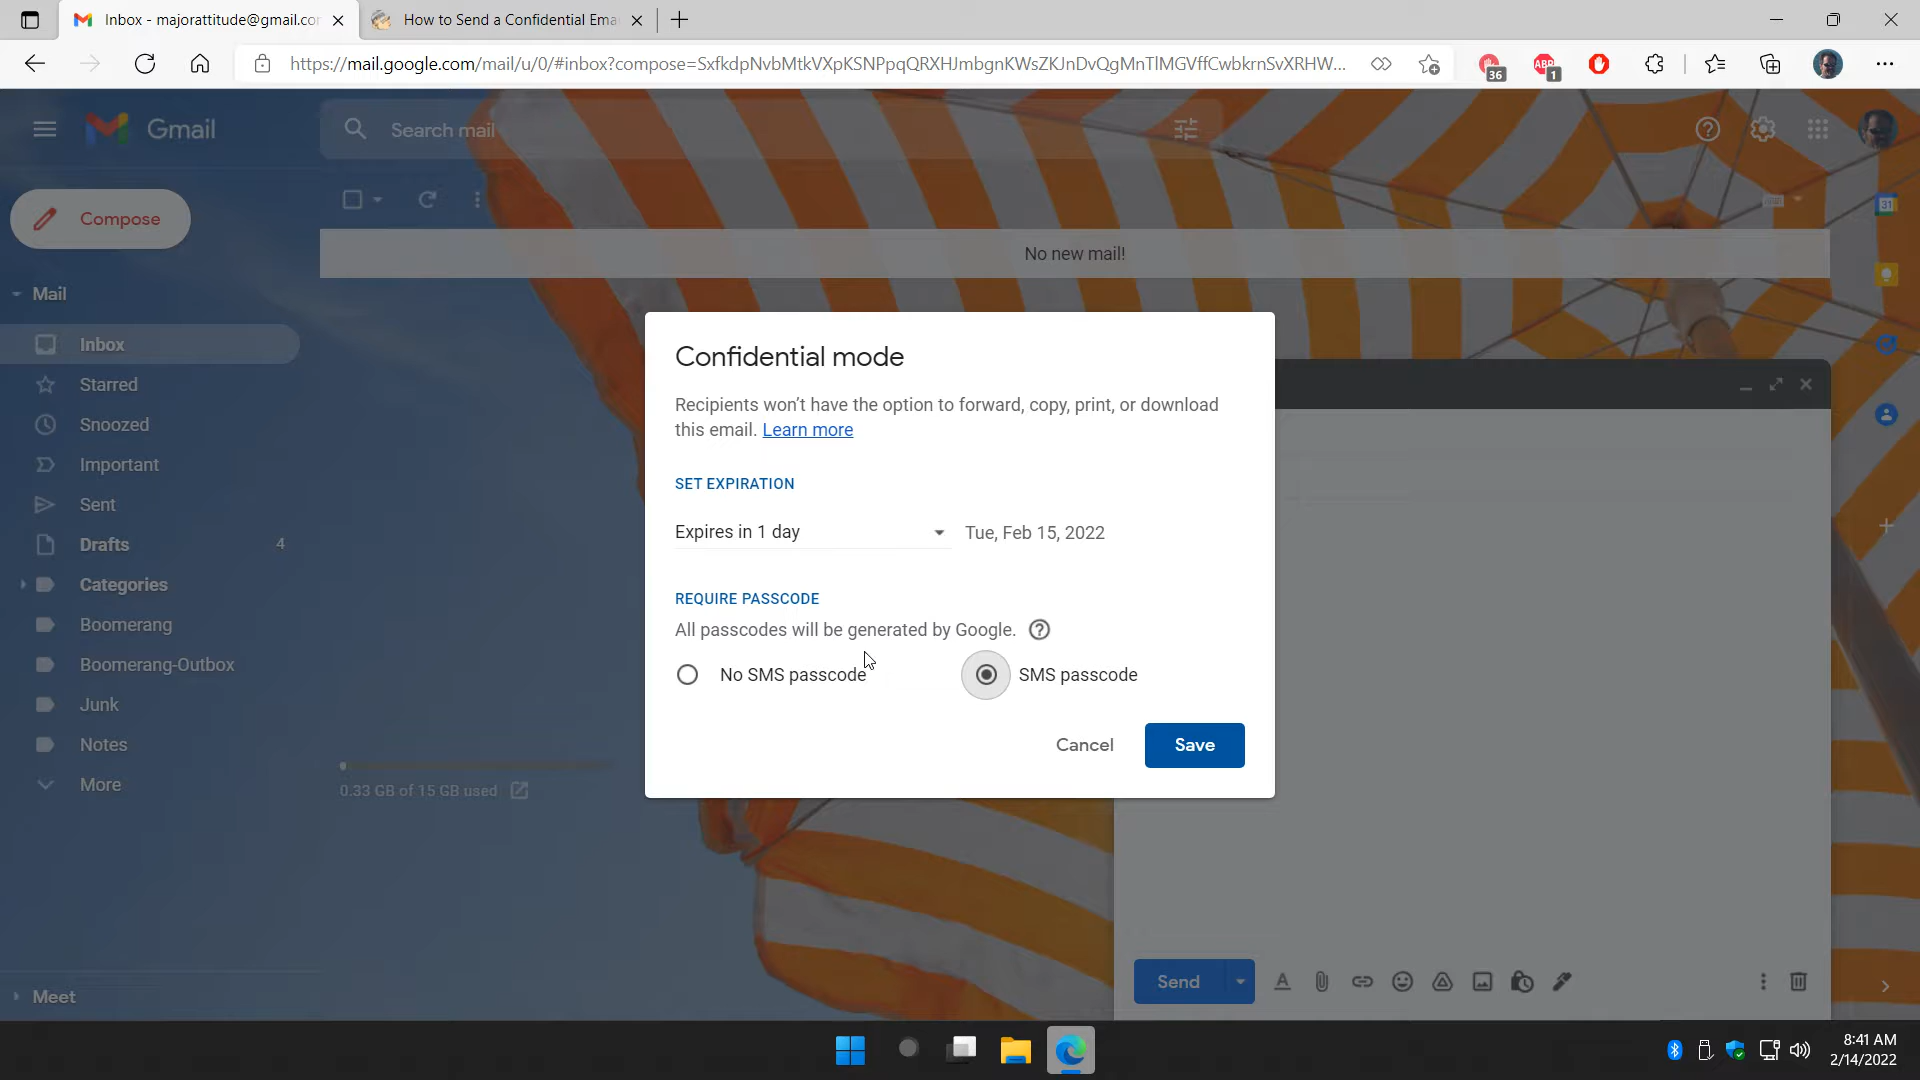 Inbox - majorattitude@gmail.co
How to Send a Confidential Ema
https://mail.google.com/mail/u/0/#inbox?compose=SxfkdpNvbMtkVXpKSNPpqQRXHJmbgnKWsZKJnDvQgMnTlMGVffCwbkrnSvXRHW...
36
ABP
1
Gmail
Search mail
Compose
No new mail!
31
Mail
Inbox
Starred
Snoozed
Important
Sent
Drafts
4
Categories
Boomerang
Boomerang-Outbox
Junk
Notes
More
Confidential mode
Recipients won't have the option to forward, copy, print, or download
this email. Learn more
SET EXPIRATION
Expires in 1 day
Tue, Feb 15, 2022
REQUIRE PASSCODE
All passcodes will be generated by Google.
No SMS passcode
SMS passcode
Cancel
Save
0.33 GB of 15 GB used
Send
Meet
8:41 AM
2/14/2022